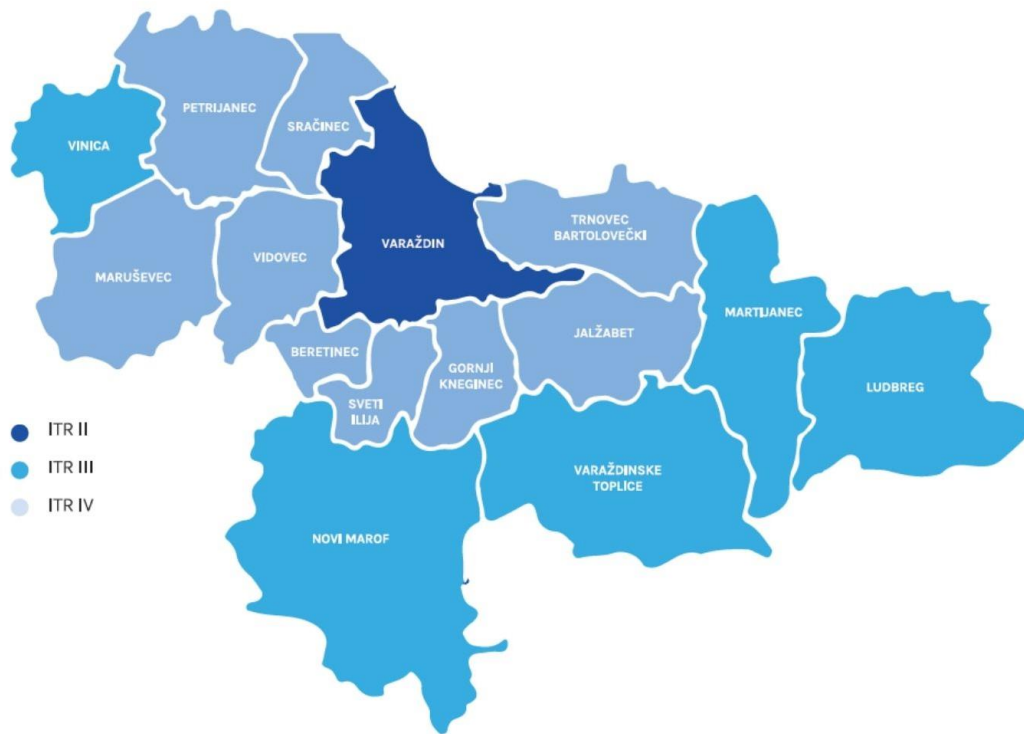 PETRIJANEC
SRAČINEC
VINICA
TRNOVEC
BARTOLOVEČKI
VARAŽDIN
VIDOVEC
MARUŠEVEC
MARTIJANEC
JALŽABET
BERETINEC
GORNJI
KNEGINEC
LUDBREG
SVETI
ILIJA
ITR II
ITR III
ITR IV
VARAŽDINSKE
TOPLICE
NOVI MAROF